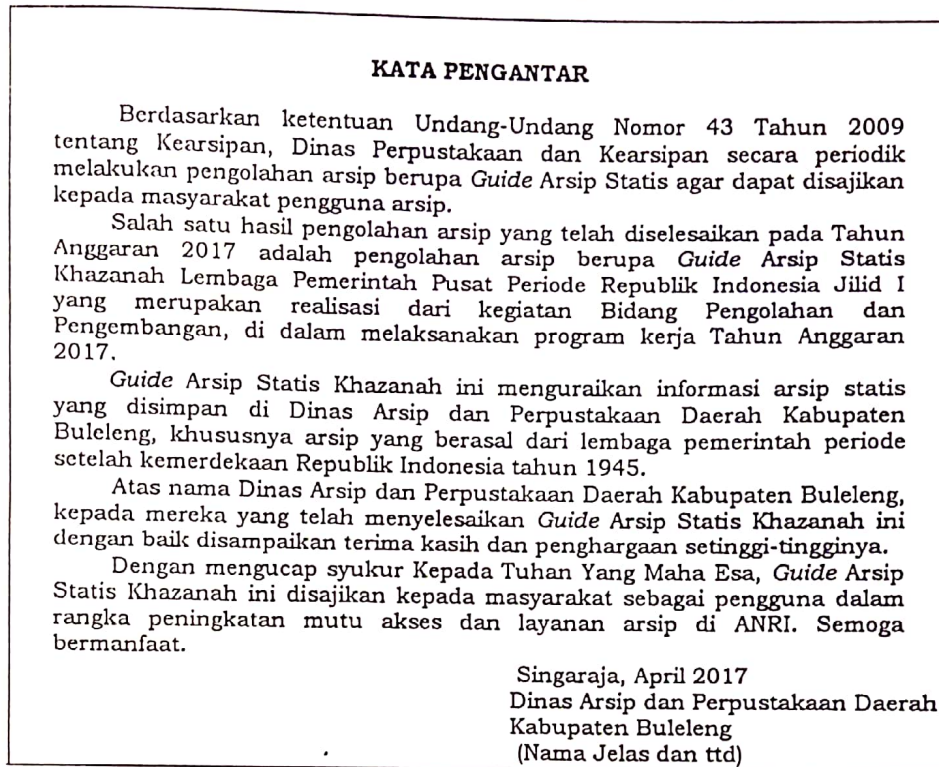 KATA PENGANTAR
Berdasarkan ketentuan Undang-Undang Nomor 43 Tahun 2009
tentang Kearsipan, Dinas Perpustakaan dan Kearsipan secara periodik
melakukan pengolahan arsip berupa Guide Arsip Statis agar dapat disajikan
kepada masyarakat pengguna arsip.
Salah satu hasil pengolahan arsip yang telah diselesaikan pada Tahun
Anggaran 2017 adalah pengolahan arsip berupa Guide Arsip Statis
Khazanah Lembaga Pemerintah Pusat Periode Republik Indonesia Jilid I
yang merupakan realisasi dari kegiatan Bidang Pengolahan dan
Pengembangan, di dalam melaksanakan program kerja Tahun Anggaran
2017.
Guide Arsip Statis Khazanah ini menguraikan informasi arsip statis
yang disimpan di Dinas Arsip dan Perpustakaan Daerah Kabupaten
Buleleng, khususnya arsip yang berasal dari lembaga pemerintah periode
setelah kemerdekaan Republik Indonesia tahun 1945.
Atas nama Dinas Arsip dan Perpustakaan Daerah Kabupaten Buleleng,
kepada mereka yang telah menyelesaikan Guide Arsip Statis Khazanah ini
dengan baik disampaikan terima kasih dan penghargaan setinggi-tingginya.
Dengan mengucap syukur Kepada Tuhan Yang Maha Esa, Guide Arsip
Statis Khazanah ini disajikan kepada masyarakat sebagai pengguna dalam
rangka peningkatan mutu akses dan layanan arsip di ANRI. Semoga
bermanfaat.
Singaraja, April 2017
Dinas Arsip dan Perpustakaan Daerah
Kabupaten Buleleng
(Nama Jelas dan ttd)